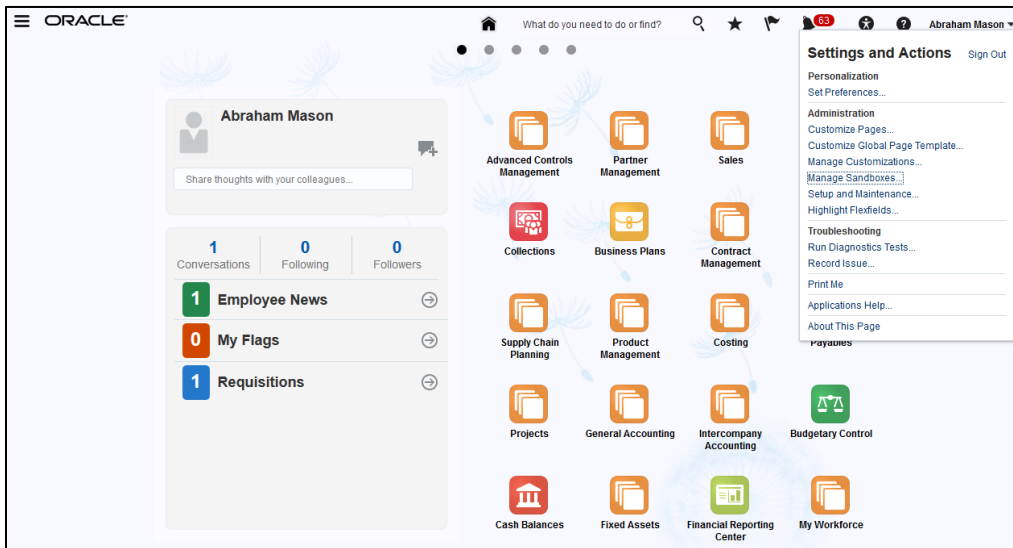 ORACLE
What do you need to do or find?
63
Abraham Mason
Settings and Actions
Sign Out
Personalization
Set Preferences...
Administration
Customize Pages...
Customize Global Page Template...
Manage Customizations...
Manage Sandboxes...
Setup and Maintenance...
Highlight Flexfields...
Troubleshooting
Run Diagnostics Tests...
Record Issue...
Print Me
Applications Help...
About This Page
Abraham Mason
Share thoughts with your colleagues...
1
Conversations
0
Following
0
Followers
1 Employee News
0 My Flags
1 Requisitions
Advanced Controls
Management
Partner
Management
Sales
Collections
Business Plans
Contract
Management
Supply Chain
Planning
Product
Management
Costing
Payables
Projects
General Accounting
Intercompany
Accounting
Budgetary Control
Cash Balances
Fixed Assets
Financial Reporting
Center
My Workforce